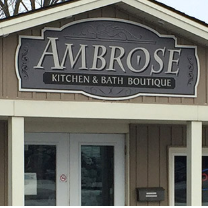 AMBROSE
KITCHEN & BATH BOUTIQUE